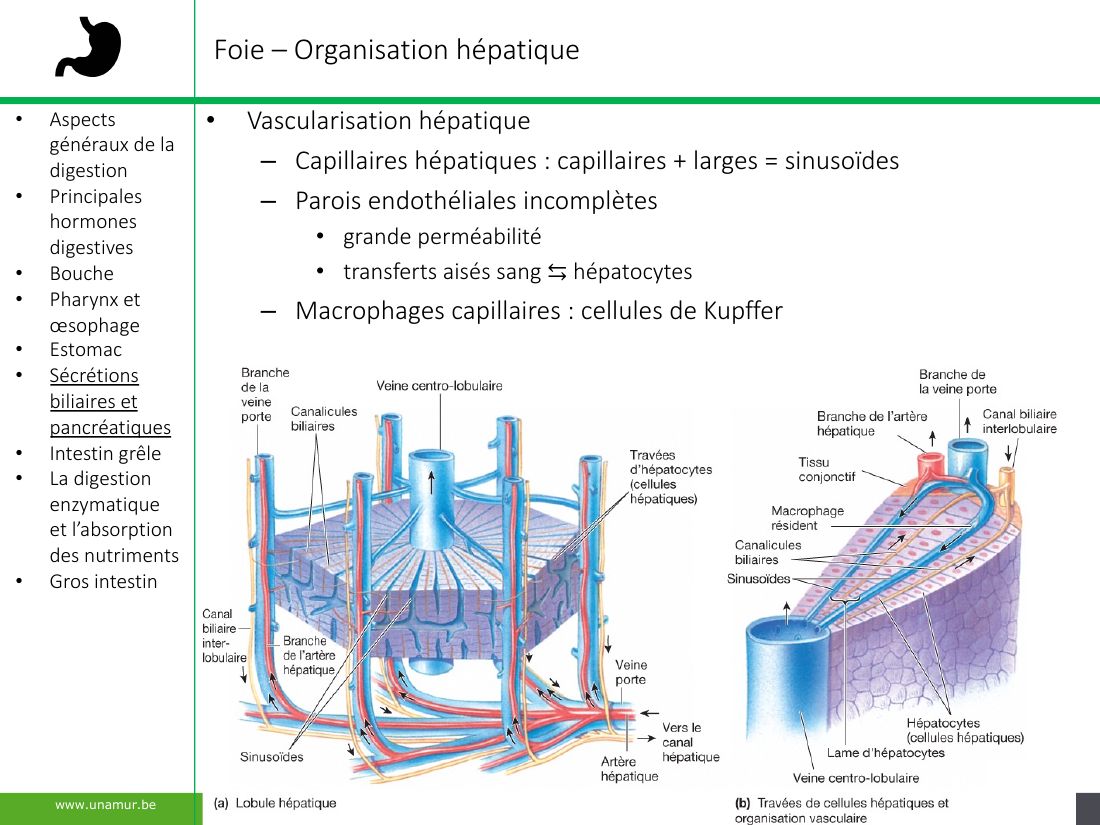 Foie – Organisation hépatique
• Aspects
généraux de la
digestion
• Principales
hormones
digestives
• Bouche
• Pharynx et
œsophage
• Estomac
• Sécrétions
biliaires et
pancréatiques
• Intestin grêle
• La digestion
enzymatique
et l’absorption
des nutriments
• Gros intestin
• Vascularisation hépatique
– Capillaires hépatiques : capillaires + larges = sinusoïdes
– Parois endothéliales incomplètes
• grande perméabilité
• transferts aisés sang ⇆ hépatocytes
– Macrophages capillaires : cellules de Kupffer
Branche
de la
veine
porte
Canalicules
biliaires
Veine centro-lobulaire
Travées
d’hépatocytes
(cellules
hépatiques)
Canal
biliaire
inter-
lobulaire
Branche
de l’artère
hépatique
Veine
porte
Vers le
canal
hépatique
Artère
hépatique
Sinusoïdes
(a) Lobule hépatique
Branche de
la veine porte
Branche de l’artère
hépatique
Canal biliaire
interlobulaire
Tissu
conjonctif
Macrophage
résident
Canalicules
biliaires
Sinusoïdes
Hépatocytes
(cellules hépatiques)
Lame d’hépatocytes
Veine centro-lobulaire
(b) Travées de cellules hépatiques et
organisation vasculaire
www.unamur.be